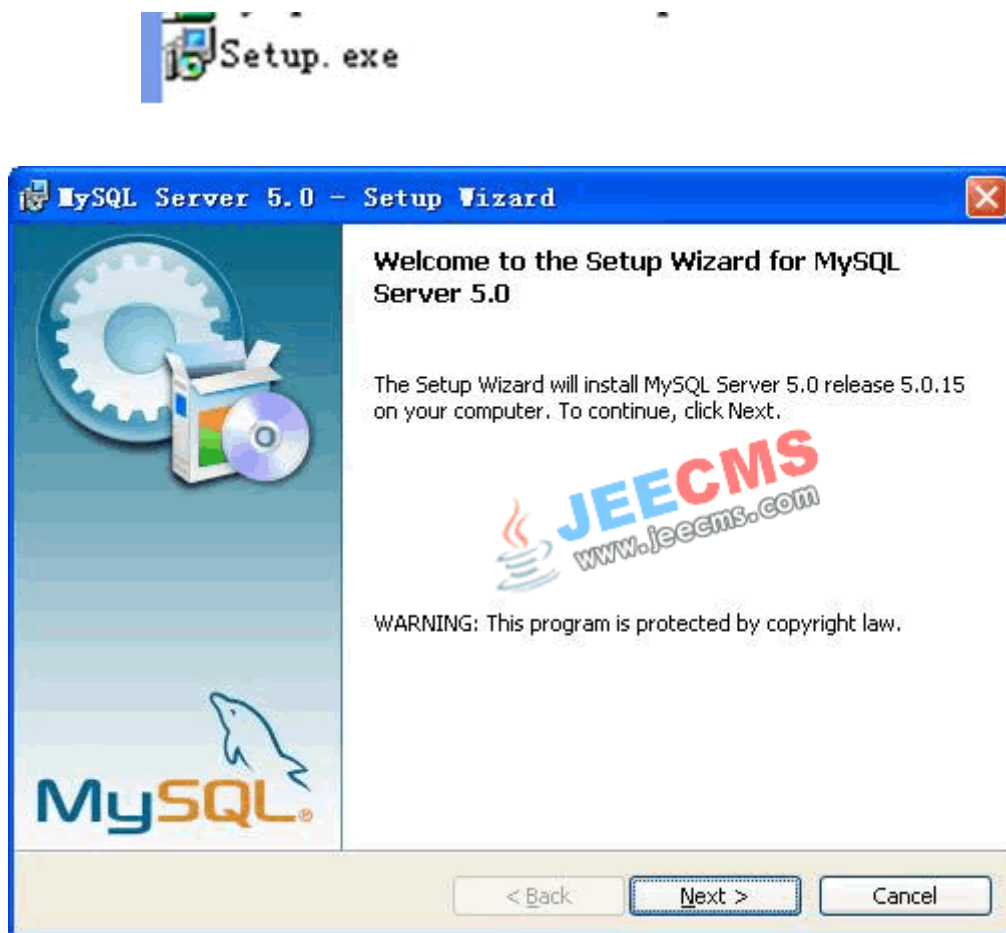 Setup.exe
MySQL Server 5.0 - Setup Wizard
Welcome to the Setup Wizard for MySQL
Server 5.0
The Setup Wizard will install MySQL Server 5.0 release 5.0.15
on your computer. To continue, click Next.
JEECMS
www.jeecms.com
WARNING: This program is protected by copyright law.
MySQL®
< Back
Next >
Cancel